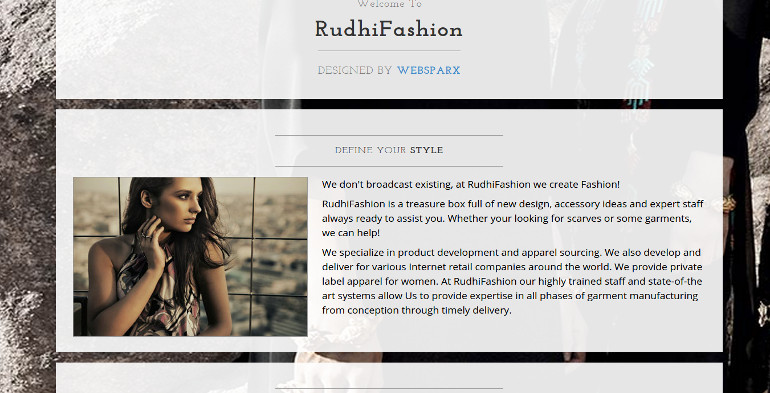 Welcome To
RudhiFashion
DESIGNED BY WEBSPARX
DEFINE YOUR STYLE
We don't broadcast existing, at RudhiFashion we create Fashion!
RudhiFashion is a treasure box full of new design, accessory ideas and expert staff
always ready to assist you. Whether your looking for scarves or some garments,
we can help!
We specialize in product development and apparel sourcing. We also develop and
deliver for various Internet retail companies around the world. We provide private
label apparel for women. At RudhiFashion our highly trained staff and state-of-the
art systems allow Us to provide expertise in all phases of garment manufacturing
from conception through timely delivery.